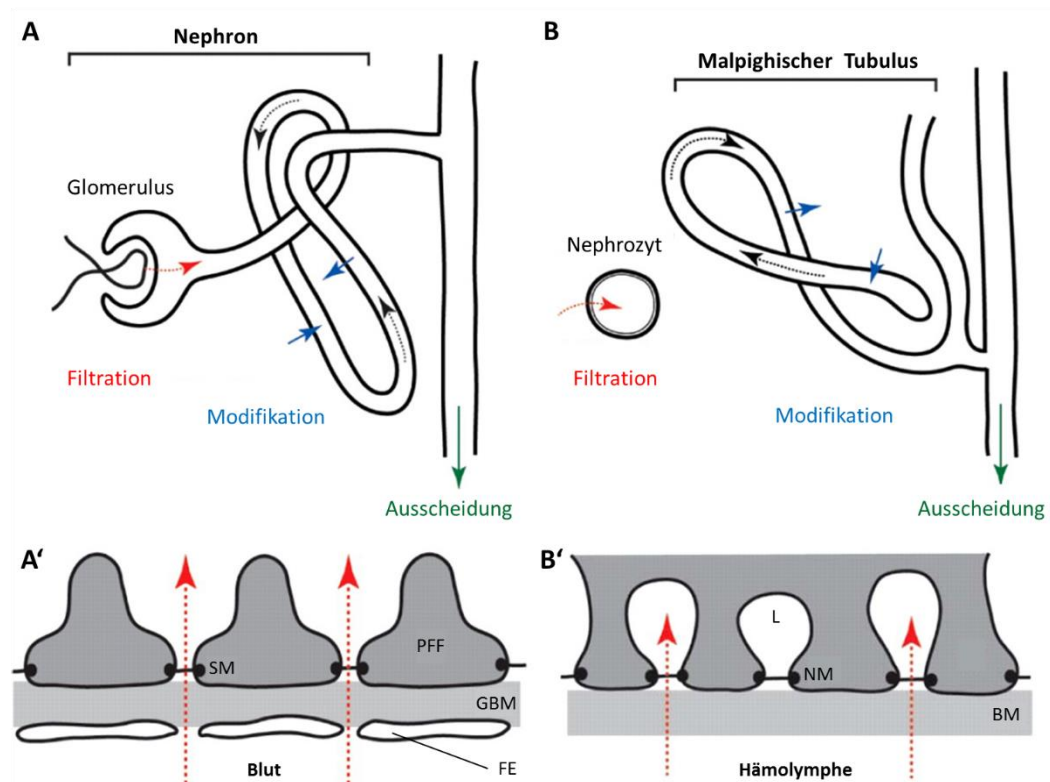 A
Nephron
Glomerulus
Filtration
Modifikation
Ausscheidung
B
Malpighischer Tubulus
Nephrozyt
Filtration
Modifikation
Ausscheidung
A‘
SM
PFF
GBM
FE
Blut
B‘
L
NM
BM
Hämolymphe